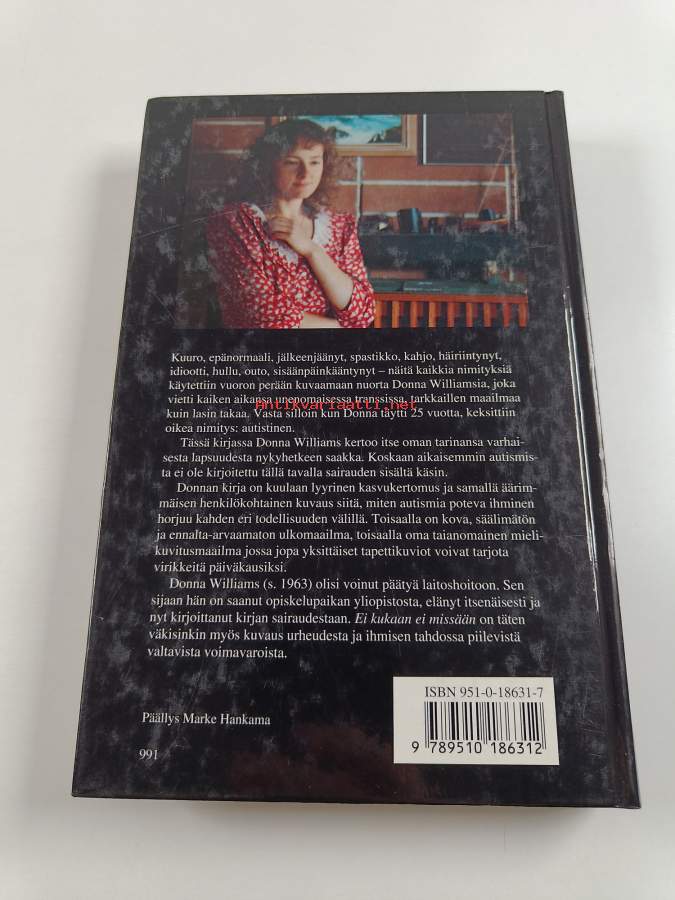 Kuuro, epänormaali, jälkeenjäänyt, spastikko, kahjo, häiriintynyt,
idiootti, hullu, outo, sisäänpäinkääntynyt – näitä kaikkia nimityksiä
käytettiin vuoron perään kuvaamaan nuorta Donna Williamsia, joka
vietti kaiken aikansa unenomaisessa transsissa, tarkkaillen maailmaa
Antikvariaatti.net
kuin lasin takua. Vasta silloin kun Donna täytti 25 vuotta, keksittiin
oikea nimitys: autistinen.
Tässä kirjassa Donna Williams kertoo itse oman tarinansa varhai-
sesta lapsuudesta nykyhetkeen saakka. Koskaan aikaisemmin autismis-
ta ei ole kirjoitettu tällä tavalla sairauden sisältä käsin.
Donnan kirja on kuulaan lyyrinen kasvukertomus ja samallä äärim-
mäisen henkilökohtainen kuvaus siitä, miten autismia poteva ihminen
horjuu kahden eri todellisuuden välillä. Toisaalla on kova, säälimätön
ja ennalta-arvaamaton ulkomaailma, toisaalla oma taianomainen mieli-
kuvitusmaailma jossa jopa yksittäiset tapettikuviot voivat tarjota
virikkeitä päiväkausiksi.
Donna Williams (s. 1963) olisi voinut päätyä laitoshoitoon. Sen
sijaan hän on saanut opiskelupaikan yliopistosta, elänyt itsenäisesti ja
nyt kirjoittanut kirjan sairaudestaan. Ei kukaan ei missään on täten
väkisinkin myös kuvaus urheudesta ja ihmisen tahdossa piilevistä
valtavista voimavaroista.
ISBN 951-0-18631-7
9 789510 186312
Päällys Marke Hankama
991